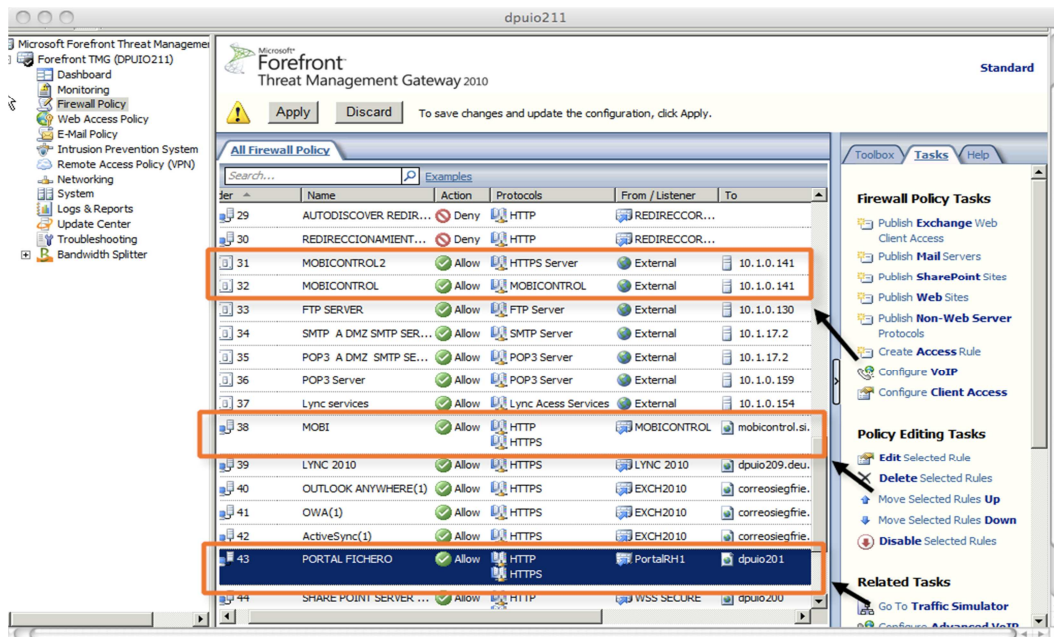 dpuio211
Microsoft Forefront Threat Managemen
Forefront TMG (DPUIO211)
Dashboard
Monitoring
Firewall Policy
Web Access Policy
E-Mail Policy
Intrusion Prevention System
Remote Access Policy (VPN)
Networking
System
Logs & Reports
Update Center
Troubleshooting
Bandwidth Splitter
Microsoft®
Forefront
Threat Management Gateway 2010
Standard
Apply Discard To save changes and update the configuration, click Apply.
All Firewall Policy
Search... Examples
der Name Action Protocols From / Listener To
29 AUTODISCOVER REDIR... Deny HTTP REDIRECCOR...
30 REDIRECCIONAMIENT... Deny HTTP REDIRECCOR...
31 MOBICONTROL2 Allow HTTPS Server External 10.1.0.141
32 MOBICONTROL Allow MOBICONTROL External 10.1.0.141
33 FTP SERVER Allow FTP Server External 10.1.0.130
34 SMTP A DMZ SMTP SER... Allow SMTP Server External 10.1.17.2
35 POP3 A DMZ SMTP SE... Allow POP3 Server External 10.1.17.2
36 POP3 Server Allow POP3 Server External 10.1.0.159
37 Lync services Allow Lync Acess Services External 10.1.0.154
38 MOBI Allow HTTP MOBICONTROL mobicontrol.si.
HTTPS
39 LYNC 2010 Allow HTTPS LYNC 2010 dpuio209.deu.
40 OUTLOOK ANYWHERE(1) Allow HTTPS EXCH2010 correosiegfrie.
41 OWA(1) Allow HTTPS EXCH2010 correosiegfrie.
42 ActiveSync(1) Allow HTTPS EXCH2010 correosiegfrie.
43 PORTAL FICHERO Allow HTTP PortalRH1 dpuio201
HTTPS
44 SHARE POINT SERVER ... Allow HTTP WSS SECURE dpuio200
Toolbox Tasks Help
Firewall Policy Tasks
Publish Exchange Web
Client Access
Publish Mail Servers
Publish SharePoint Sites
Publish Web Sites
Publish Non-Web Server
Protocols
Create Access Rule
Configure VoIP
Configure Client Access
Policy Editing Tasks
Edit Selected Rule
Delete Selected Rules
Move Selected Rules Up
Move Selected Rules Down
Disable Selected Rules
Related Tasks
Go To Traffic Simulator
Configure Advanced VoIP